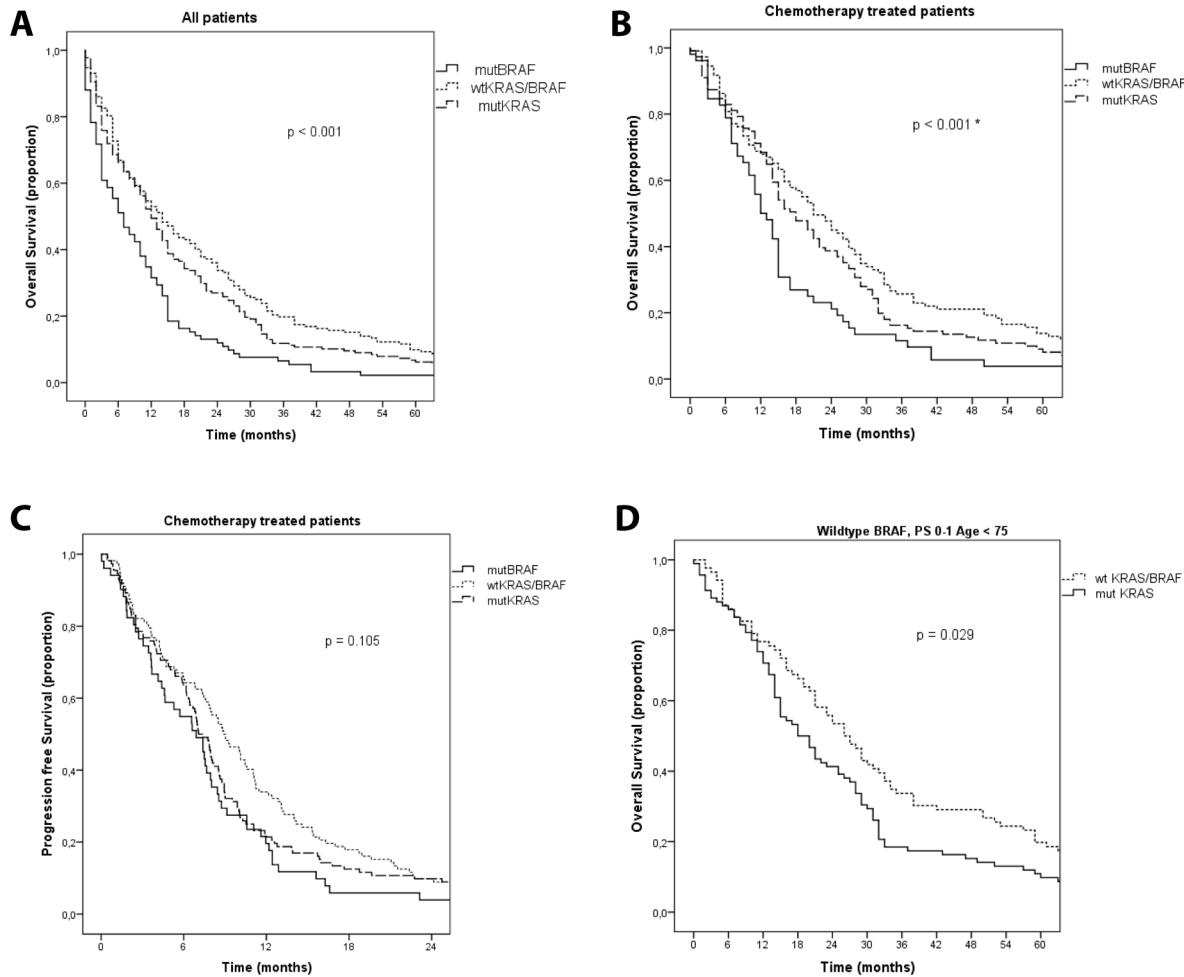 A
All patients
Overall Survival (proportion)
1,0
0,8
0,6
0,4
0,2
0,0
0 6 12 18 24 30 36 42 48 54 60
Time (months)
mutBRAF
wtKRAS/BRAF
mutKRAS
p < 0.001
B
Chemotherapy treated patients
Overall Survival (proportion)
1,0
0,8
0,6
0,4
0,2
0,0
0 6 12 18 24 30 36 42 48 54 60
Time (months)
mutBRAF
wtKRAS/BRAF
mutKRAS
p < 0.001 *
C
Chemotherapy treated patients
Progression free Survival (proportion)
1,0
0,8
0,6
0,4
0,2
0,0
0 6 12 18 24
Time (months)
mutBRAF
wtKRAS/BRAF
mutKRAS
p = 0.105
D
Wildtype BRAF, PS 0-1 Age < 75
Overall Survival (proportion)
1,0
0,8
0,6
0,4
0,2
0,0
0 6 12 18 24 30 36 42 48 54 60
Time (months)
wt KRAS/BRAF
mut KRAS
p = 0.029